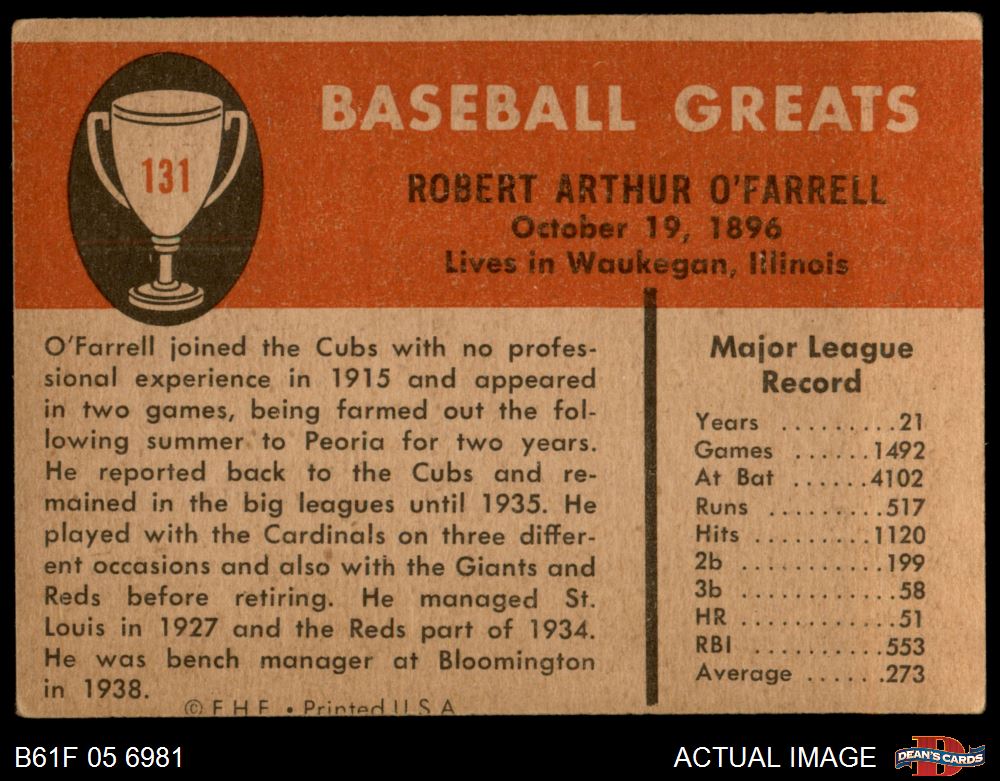 131
BASEBALL GREATS
ROBERT ARTHUR O'FARRELL
October 19, 1896
Lives in Waukegan, Illinois
O'Farrell joined the Cubs with no profes-
sional experience in 1915 and appeared
in two games, being farmed out the fol-
lowing summer to Peoria for two years.
He reported back to the Cubs and re-
mained in the big leagues until 1935. He
played with the Cardinals on three differ-
ent occasions and also with the Giants and
Reds before retiring. He managed St.
Louis in 1927 and the Reds part of 1934.
He was bench manager at Bloomington
in 1938.
© F H F • Printed U S A
Major League
Record
Years .........21
Games ......1492
At Bat ......4102
Runs .........517
Hits .........1120
2b ...........199
3b ............58
HR ............51
RBI ..........553
Average ......273
B61F 05 6981
ACTUAL IMAGE
D
DEAN'S CARDS